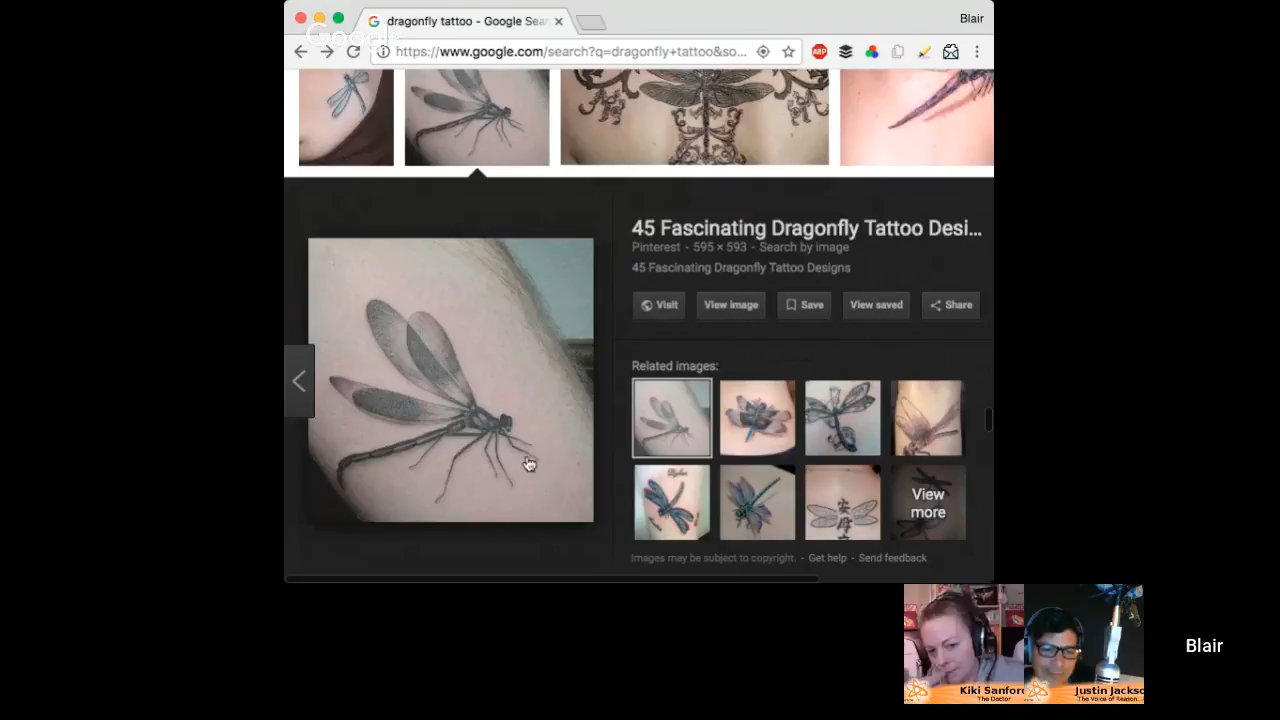 dragonfly tattoo - Google Sear
Blair
Google
https://www.google.com/search?q=dragonfly+tattoo&so...
ABP
45 Fascinating Dragonfly Tattoo Desi...
Pinterest - 595 × 593 - Search by image
45 Fascinating Dragonfly Tattoo Designs
Visit
View image
Save
View saved
Share
Related images:
View more
Images may be subject to copyright. - Get help - Send feedback
Kiki Sanford
The Doctor
Justin Jackso
The Voice of Reason
Blair